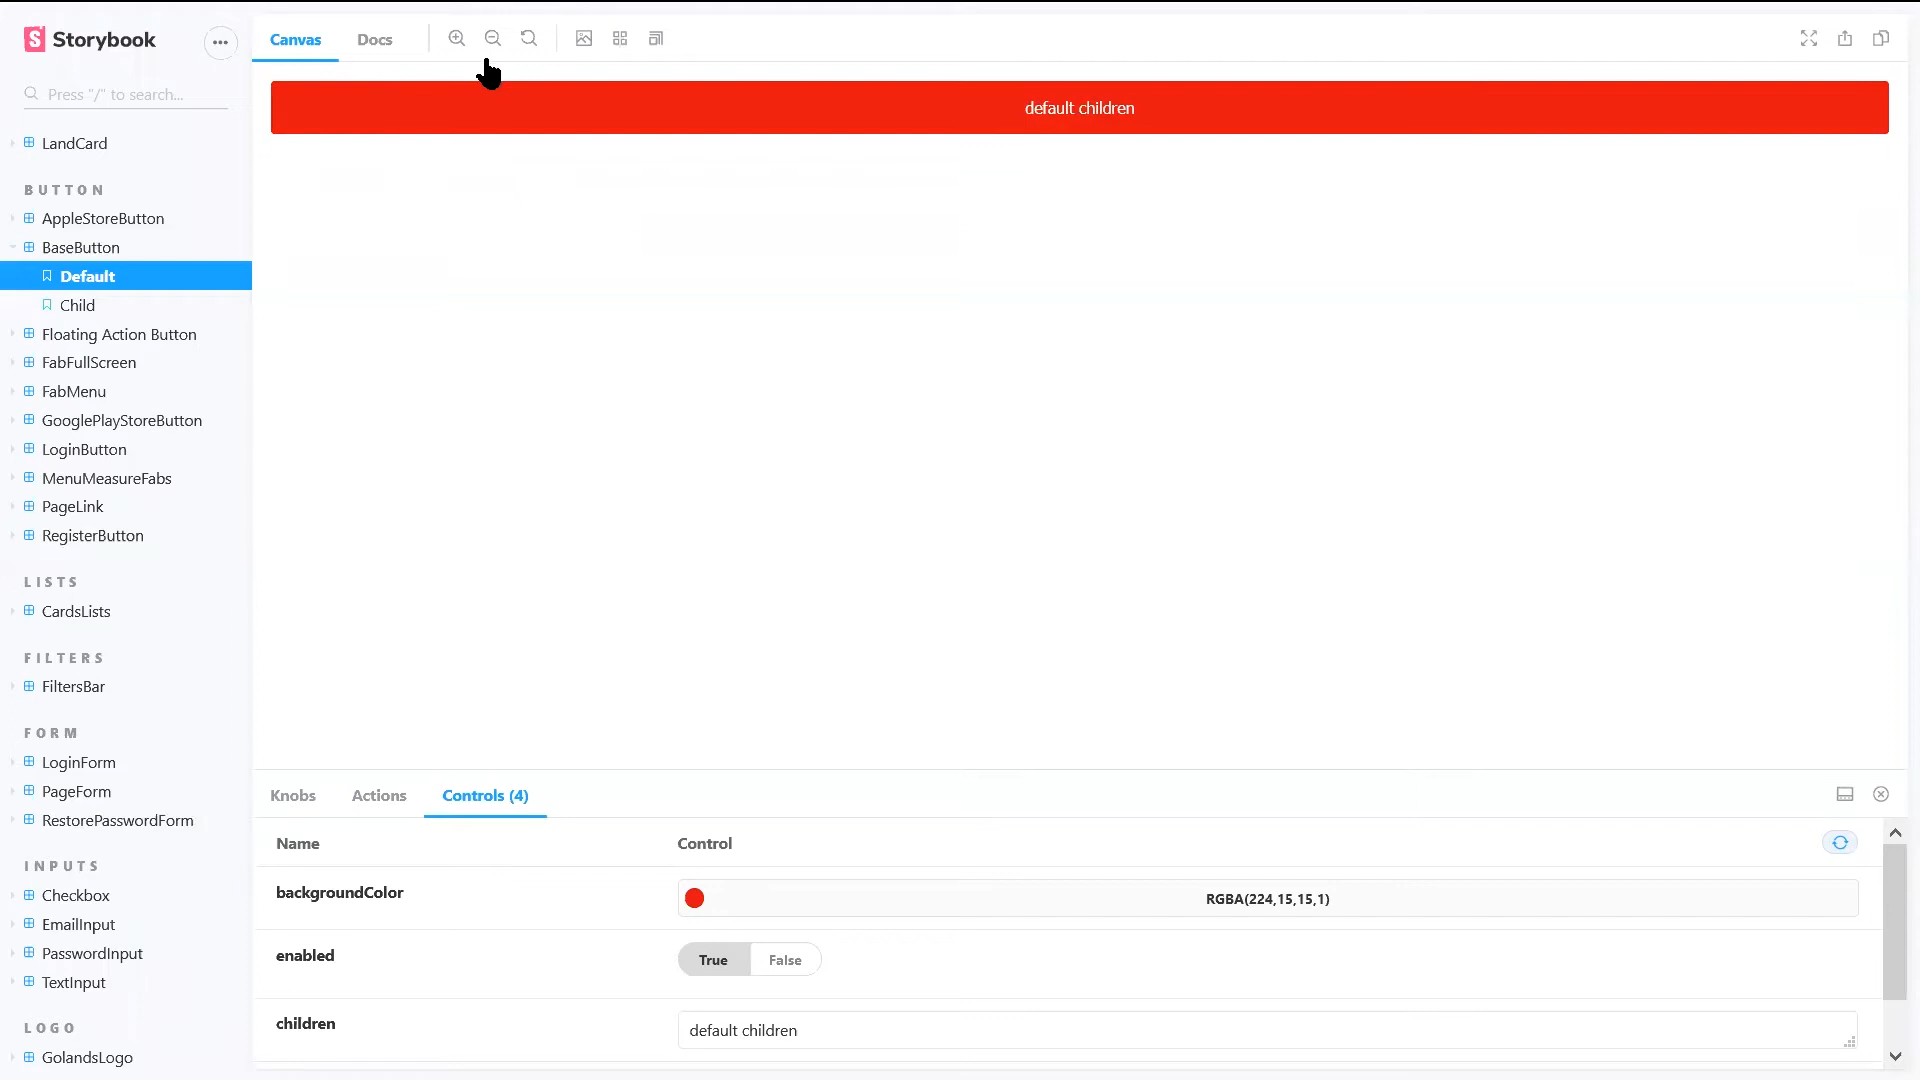 Storybook
Press "/" to search...
LandCard
BUTTON
AppleStoreButton
BaseButton
Default
Child
Floating Action Button
FabFullScreen
FabMenu
GooglePlayStoreButton
LoginButton
MenuMeasureFabs
PageLink
RegisterButton
LISTS
CardsLists
FILTERS
FiltersBar
FORM
LoginForm
PageForm
RestorePasswordForm
INPUTS
Checkbox
EmailInput
PasswordInput
TextInput
LOGO
GolandsLogo
Canvas Docs
default children
Knobs Actions Controls (4)
Name Control
backgroundColor RGBA(224,15,15,1)
enabled True False
children default children